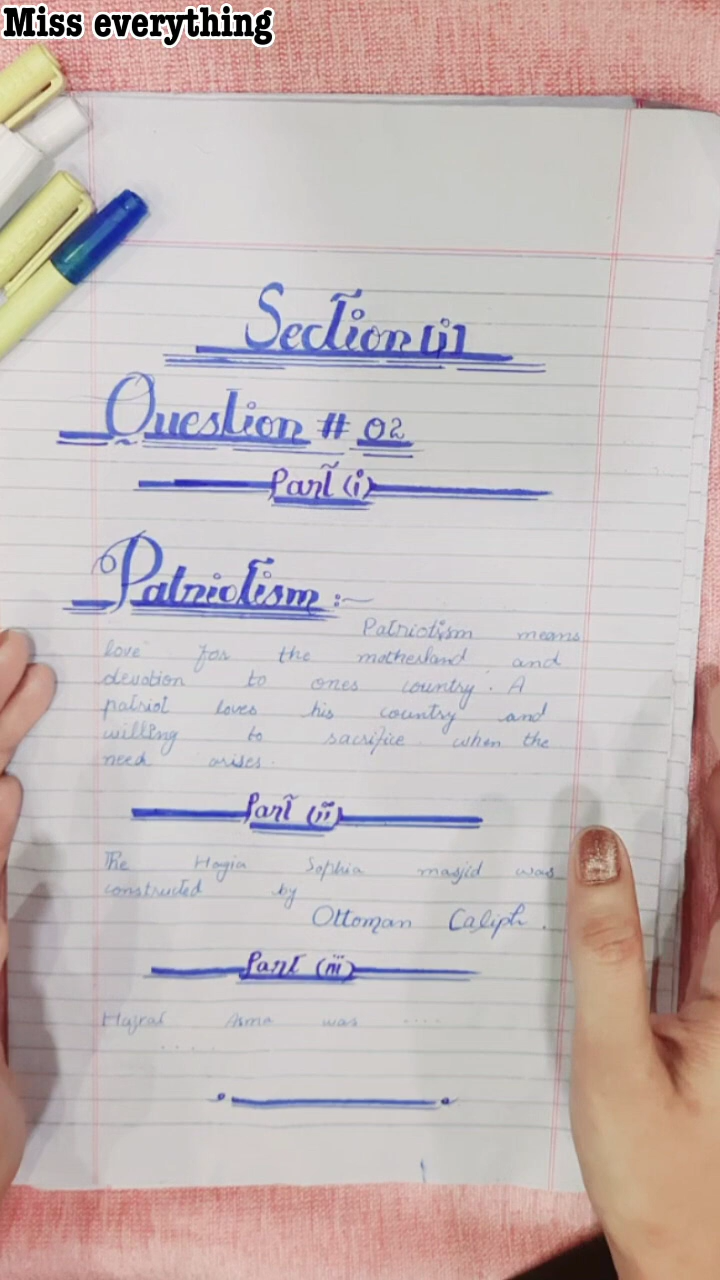 Miss everything
Section (ii)
Question # 02
Part (i)
Patriotism :-
Patriotism means
love for the motherland and
devotion to ones country. A
patriot loves his country and
willing to sacrifice when the
need arises.
Part (ii)
The Hagia Sophia masjid was
constructed by
Ottoman Caliph.
Part (iii)
Hajrat Asma was ....
.....